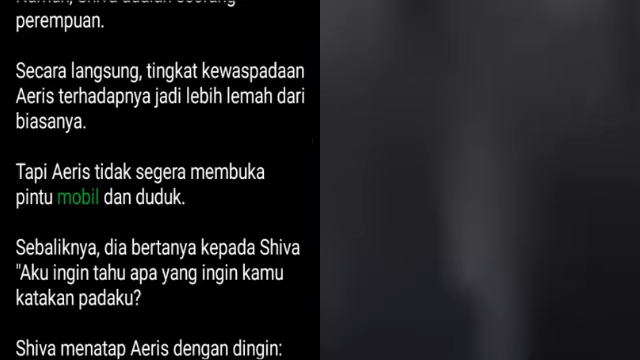 perempuan.
Secara langsung, tingkat kewaspadaan
Aeris terhadapnya jadi lebih lemah dari
biasanya.
Tapi Aeris tidak segera membuka
pintu mobil dan duduk.
Sebaliknya, dia bertanya kepada Shiva
"Aku ingin tahu apa yang ingin kamu
katakan padaku?
Shiva menatap Aeris dengan dingin: